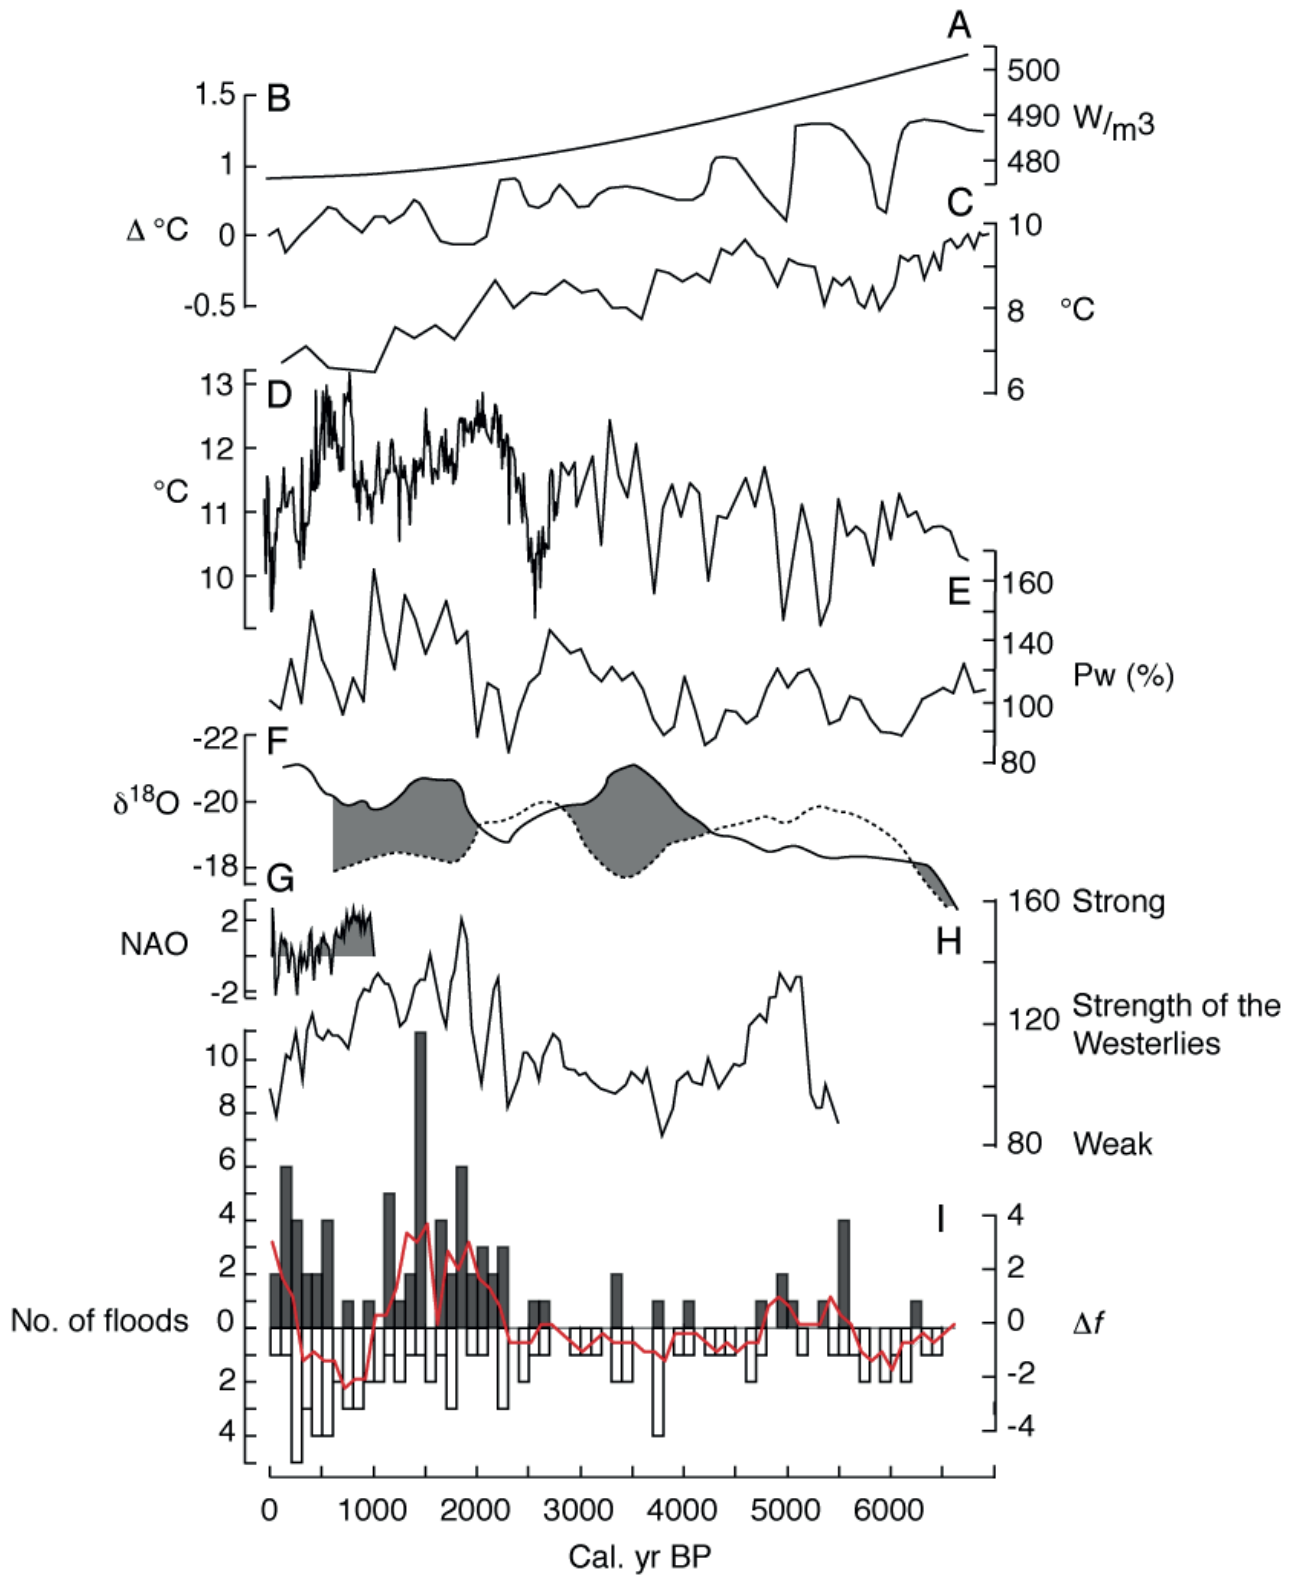 A
500
1.5 B
490 W/m3
1 480
C
Δ °C 0 10
-0.5 8 °C
13 D 6
12
°C
11
10 160
E
140
Pw (%)
100
-22 F
80
δ18O -20
-18
G
160 Strong
2
NAO H
-2
120 Strength of the
Westerlies
10
8
80 Weak
6
4 I 4
2 2
No. of floods 0 0 Δf
2 -2
4 -4
0 1000 2000 3000 4000 5000 6000
Cal. yr BP